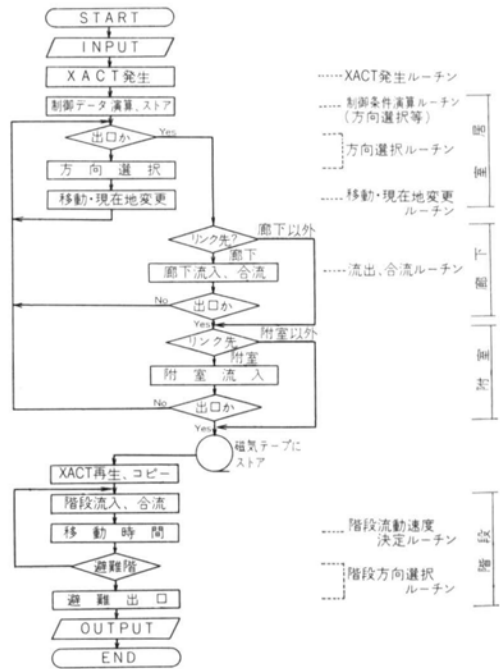 START
INPUT
XACT発生
XACT発生ルーチン
制御データ演算、ストア
制御条件演算ルーチン
(方向選択等)
出口か
Yes
方向選択
方向選択ルーチン
移動・現在地変更
移動・現在地変更
ルーチン
居室
リンク先?
廊下以外
廊下
廊下流入、合流
流出、合流ルーチン
No
出口か
Yes
廊下
リンク先
附室以外
附室
附室流入
No
出口か
Yes
附室
磁気テープに
ストア
XACT再生、コピー
階段流入、合流
移動時間
階段流動速度
決定ルーチン
避難階
階段方向選択
ルーチン
避難出口
階段
OUTPUT
END